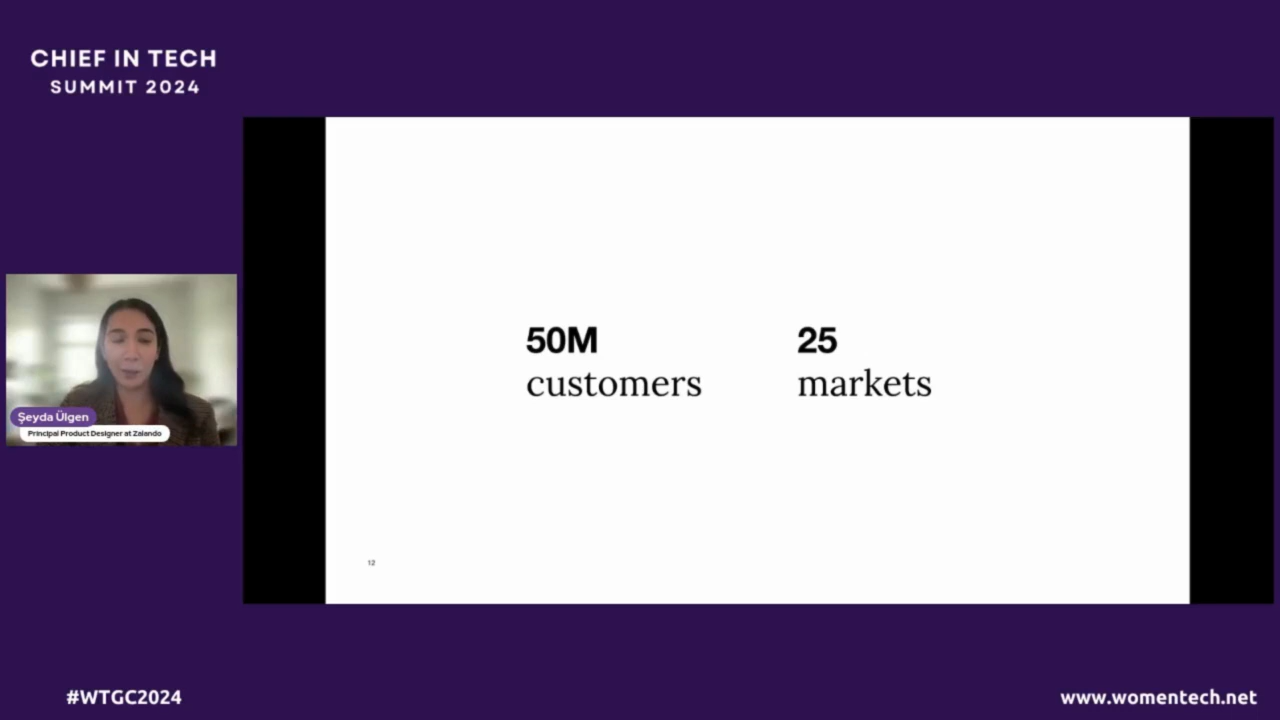 CHIEF IN TECH
SUMMIT 2024
50M
customers
25
markets
12
Şeyda Ülgen
Principal Product Designer at Zalando
#WTGC2024
www.womentech.net